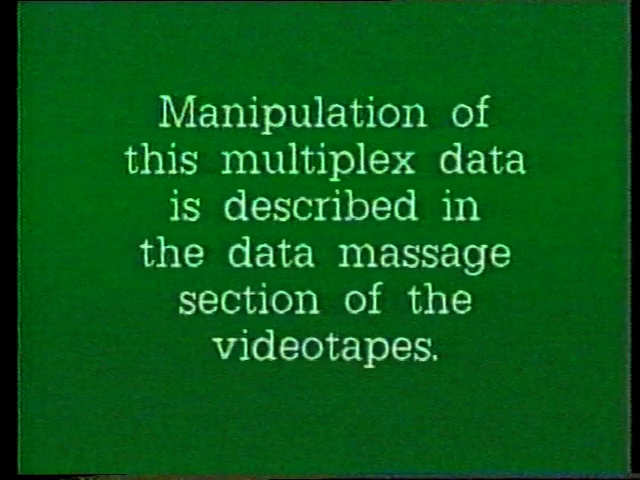 Manipulation of
this multiplex data
is described in
the data massage
section of the
videotapes.